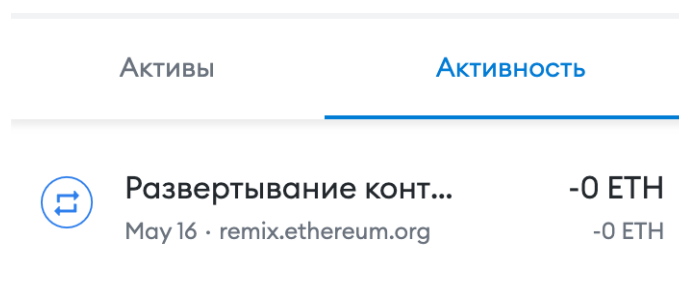 Активы Активность
Развертывание конт... -0 ETH
May 16 · remix.ethereum.org -0 ETH